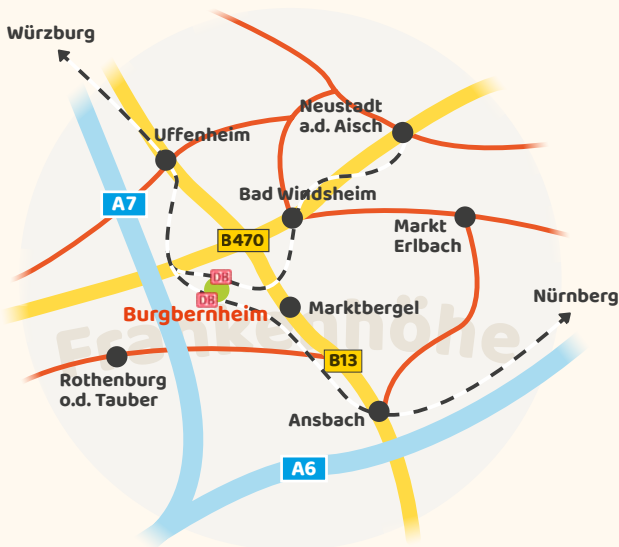 Würzburg
Neustadt
a.d. Aisch
Uffenheim
Bad Windsheim
A7
Markt
Erlbach
B470
DB
DB
Nürnberg
Burgbernheim
Marktbergel
Frankenhöhe
B13
Rothenburg
o.d. Tauber
Ansbach
A6